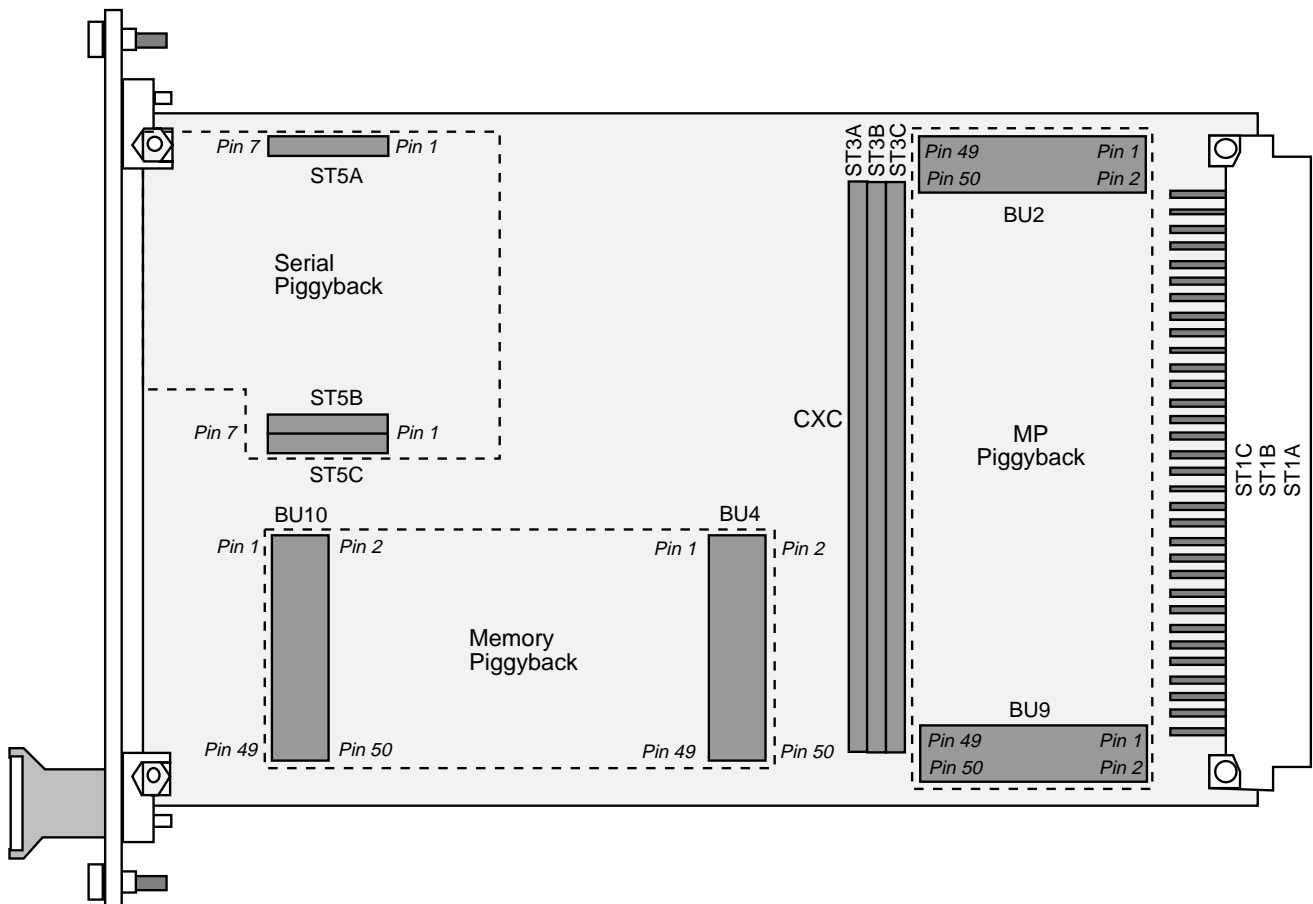 Pin 7
Pin 1
ST5A
Serial
Piggyback
ST5B
Pin 7
Pin 1
ST5C
BU10
Pin 1
Pin 2
Pin 49
Pin 50
Memory
Piggyback
BU4
Pin 1
Pin 2
Pin 49
Pin 50
CXC
ST3A
ST3B
ST3C
Pin 49
Pin 1
Pin 50
Pin 2
BU2
MP
Piggyback
BU9
Pin 49
Pin 1
Pin 50
Pin 2
ST1C
ST1B
ST1A